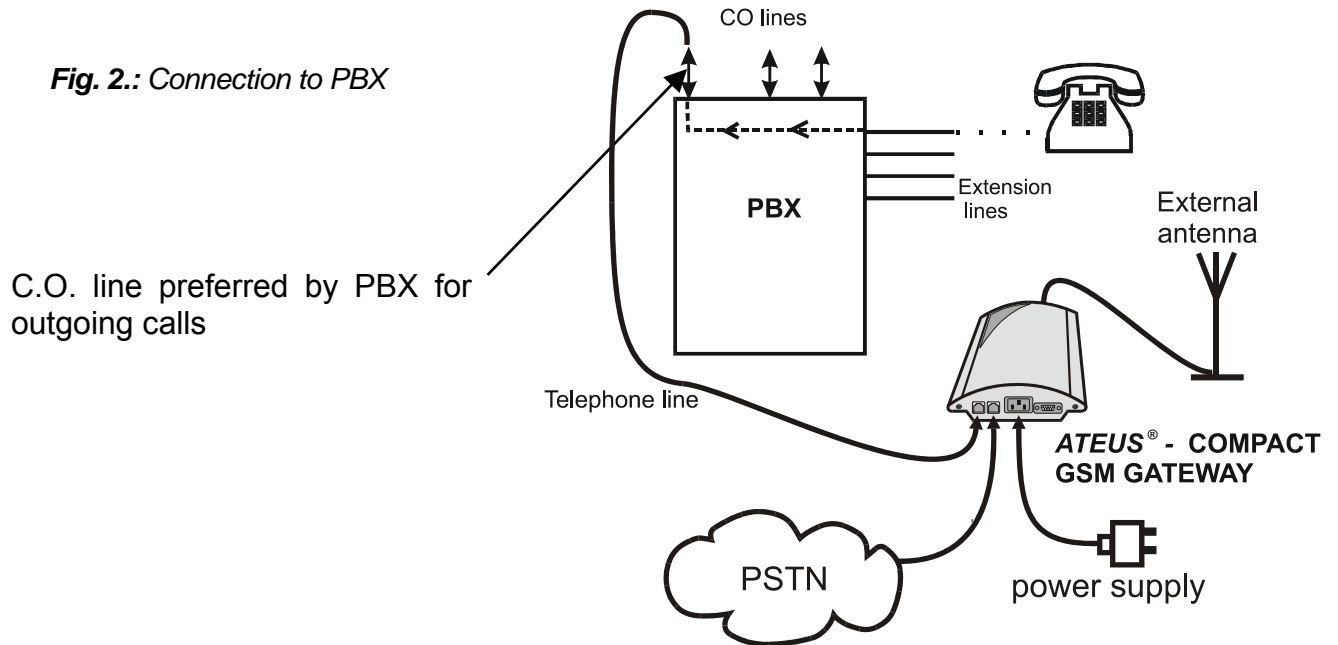 CO lines
Fig. 2.: Connection to PBX
PBX
Extension
lines
External
antenna
C.O. line preferred by PBX for
outgoing calls
Telephone line
ATEUS® - COMPACT
GSM GATEWAY
PSTN
power supply